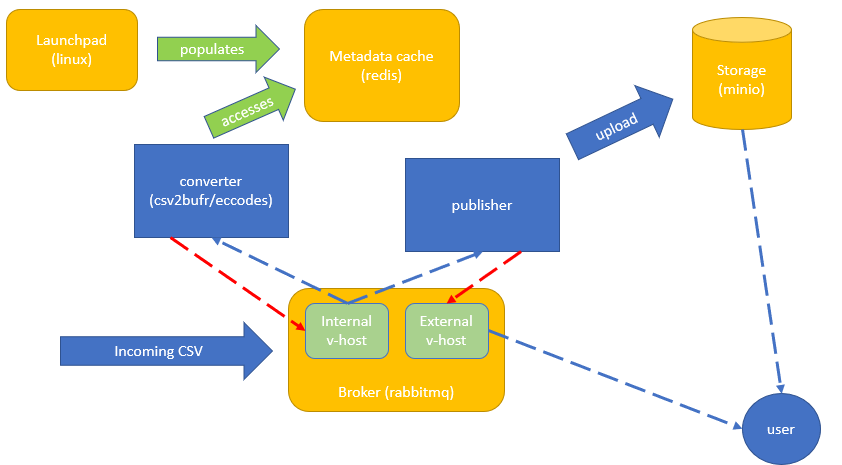 Launchpad
(linux)
populates
Metadata cache
(redis)
Storage
(minio)
accesses
upload
converter
(csv2bufr/eccodes)
publisher
Internal
v-host
External
v-host
Incoming CSV
Broker (rabbitmq)
user